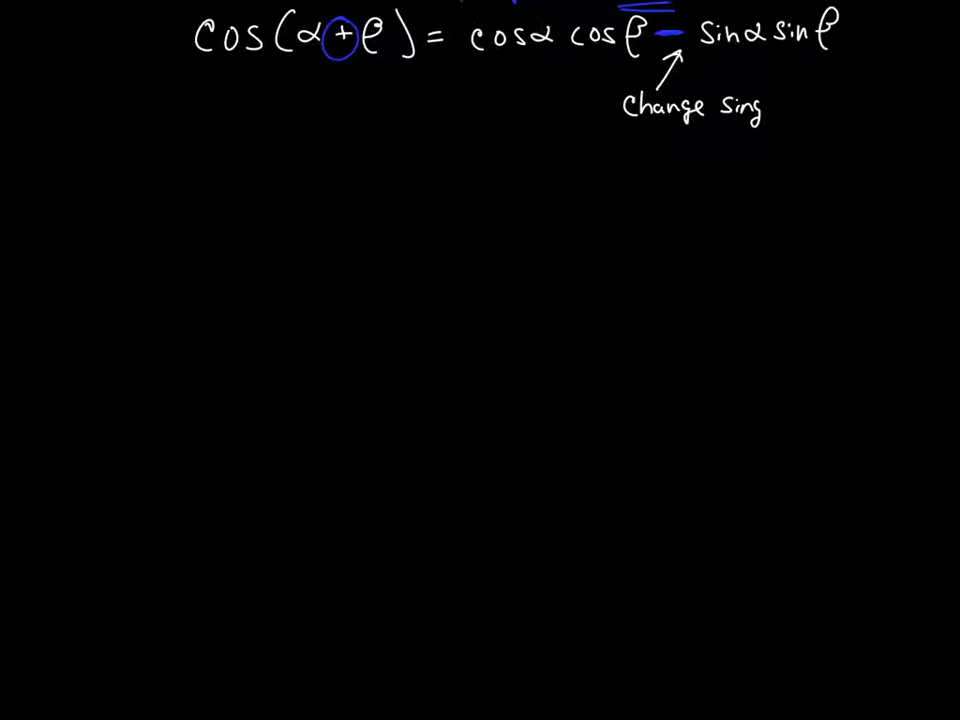 cos(α+β) = cosα cosβ - sinα sinβ
change sing